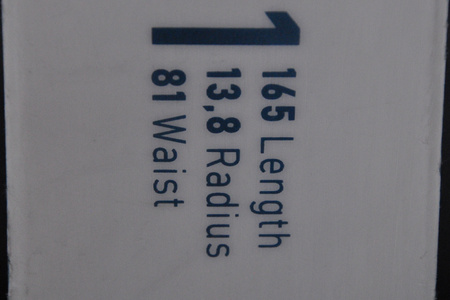 1
165 Length
13,8 Radius
81 Waist